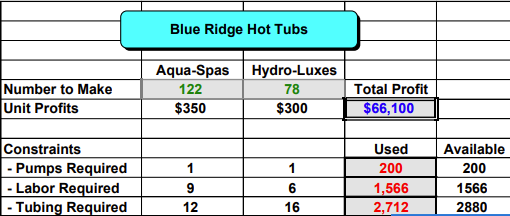 Blue Ridge Hot Tubs
Aqua-Spas Hydro-Luxes
Number to Make 122 78 Total Profit
Unit Profits $350 $300 $66,100
Constraints Used Available
- Pumps Required 1 1 200 200
- Labor Required 9 6 1,566 1566
- Tubing Required 12 16 2,712 2880